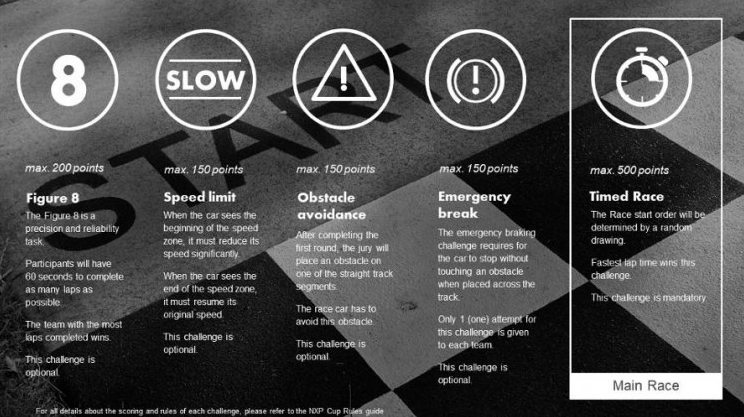 8
SLOW
!
!
START
max. 200 points
Figure 8
The Figure 8 is a
precision and reliability
task.
Participants will have
60 seconds to complete
as many laps as
possible.
The team with the most
laps completed wins.
This challenge is
optional.
max. 150 points
Speed limit
When the car sees the
beginning of the speed
zone, it must reduce its
speed significantly.
When the car sees the
end of the speed zone,
it must resume its
original speed.
This challenge is
optional.
max. 150 points
Obstacle
avoidance
After completing the
first round, the jury will
place an obstacle on
one of the straight track
segments.
The race car has to
avoid this obstacle
This challenge is
optional.
max. 150 points
Emergency
break
The emergency braking
challenge requires for
the car to stop without
touching an obstacle
when placed across the
track.
Only 1 (one) attempt for
this challenge is given
to each team.
This challenge is
optional.
max. 500 points
Timed Race
The Race start order will be
determined by a random
drawing.
Fastest lap time wins this
challenge.
This challenge is mandatory
Main Race
For all details about the scoring and rules of each challenge, please refer to the NXP Cup Rules guide